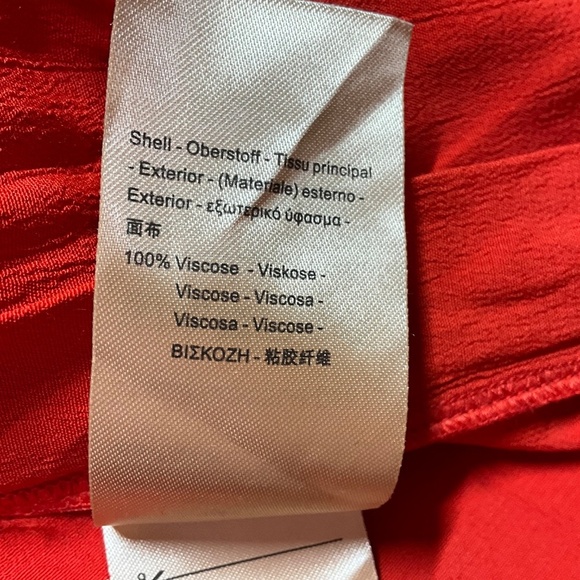 Shell - Oberstoff - Tissu principal
- Exterior - (Materiale) esterno -
Exterior - εξωτερικό ύφασμα -
面布
100% Viscose - Viskose -
Viscose - Viscosa -
Viscosa - Viscose -
ΒΙΣΚΟΖΗ - 粘胶纤维